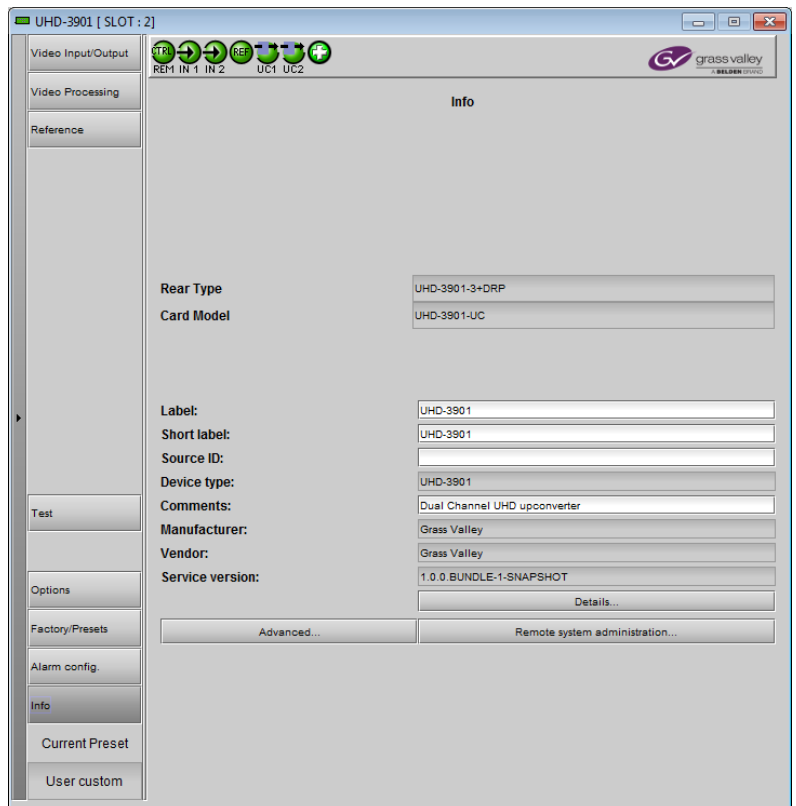 UHD-3901 [ SLOT : 2]
Video Input/Output
Video Processing
Reference
Test
Options
Factory/Presets
Alarm config.
Info
Current Preset
User custom
CTRL REF
REM IN 1 IN 2 UC1 UC2
GV grass valley
A BELDEN BRAND
Info
Rear Type UHD-3901-3+DRP
Card Model UHD-3901-UC
Label: UHD-3901
Short label: UHD-3901
Source ID:
Device type: UHD-3901
Comments: Dual Channel UHD upconverter
Manufacturer: Grass Valley
Vendor: Grass Valley
Service version: 1.0.0.BUNDLE-1-SNAPSHOT
Details...
Advanced... Remote system administration...